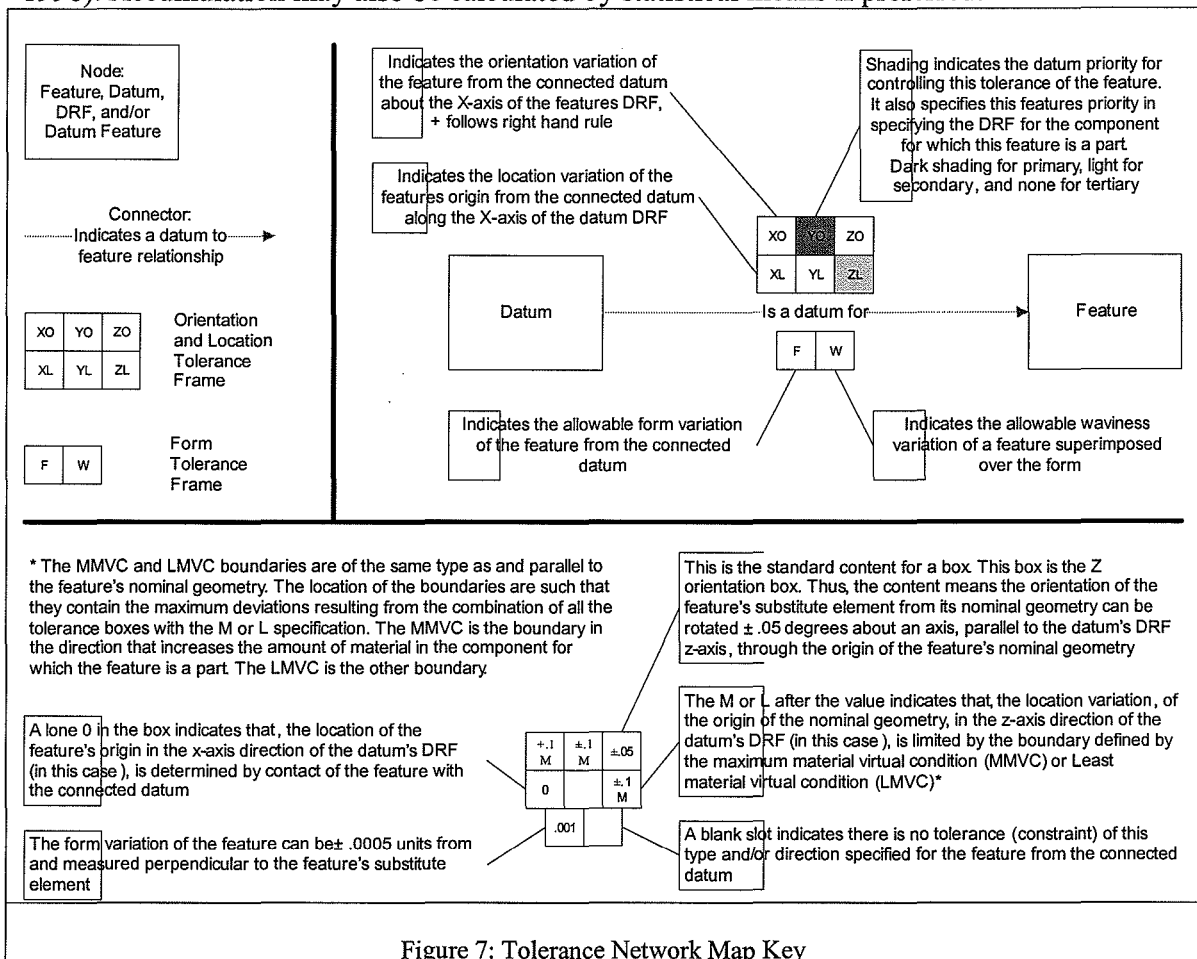 Node:
Feature, Datum,
DRF, and/or
Datum Feature
Connector:
Indicates a datum to
feature relationship
XO YO ZO
XL YL ZL
Orientation
and Location
Tolerance
Frame
F W
Form
Tolerance
Frame
Indicates the orientation variation of
the feature from the connected datum
about the X-axis of the features DRF,
+ follows right hand rule
Indicates the location variation of the
features origin from the connected datum
along the X-axis of the datum DRF
Shading indicates the datum priority for
controlling this tolerance of the feature.
It also specifies this features priority in
specifying the DRF for the component
for which this feature is a part.
Dark shading for primary, light for
secondary, and none for tertiary
XO YO ZO
XL YL ZL
Datum
Is a datum for
Feature
F W
Indicates the allowable form variation
of the feature from the connected
datum
Indicates the allowable waviness
variation of a feature superimposed
over the form
* The MMVC and LMVC boundaries are of the same type as and parallel to
the feature's nominal geometry. The location of the boundaries are such that
they contain the maximum deviations resulting from the combination of all the
tolerance boxes with the M or L specification. The MMVC is the boundary in
the direction that increases the amount of material in the component for
which the feature is a part. The LMVC is the other boundary.
A lone 0 in the box indicates that, the location of the
feature's origin in the x-axis direction of the datum's DRF
(in this case), is determined by contact of the feature with
the connected datum
The form variation of the feature can be± .0005 units from
and measured perpendicular to the feature's substitute
element
+.1 ±.1 ±.05
M M
0 ±.1
M
.001
This is the standard content for a box. This box is the Z
orientation box. Thus, the content means the orientation of the
feature's substitute element from its nominal geometry can be
rotated ± .05 degrees about an axis, parallel to the datum's DRF
z-axis, through the origin of the feature's nominal geometry
The M or L after the value indicates that, the location variation, of
the origin of the nominal geometry, in the z-axis direction of the
datum's DRF (in this case), is limited by the boundary defined by
the maximum material virtual condition (MMVC) or Least
material virtual condition (LMVC)*
A blank slot indicates there is no tolerance (constraint) of this
type and/or direction specified for the feature from the connected
datum
Figure 7: Tolerance Network Map Key